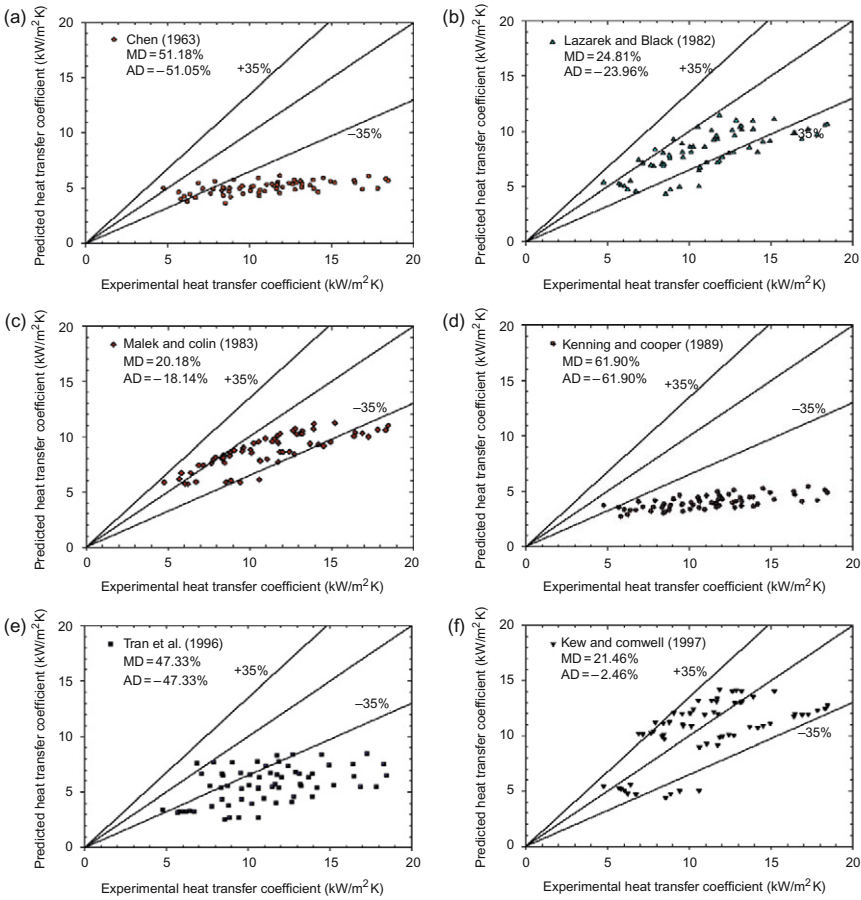 (a)
Predicted heat transfer coefficient (kW/m²K)
20
15
10
5
0
Chen (1963)
MD=51.18%
AD=−51.05%
+35%
−35%
0 5 10 15 20
Experimental heat transfer coefficient (kW/m²K)
(b)
Predicted heat transfer coefficient (kW/m²K)
20
15
10
5
0
Lazarek and Black (1982)
MD=24.81%
AD=−23.96%
+35%
−35%
0 5 10 15 20
Experimental heat transfer coefficient (kW/m²K)
(c)
Predicted heat transfer coefficient (kW/m²K)
20
15
10
5
0
Malek and colin (1983)
MD=20.18%
AD=−18.14%
+35%
−35%
0 5 10 15 20
Experimental heat transfer coefficient (kW/m²K)
(d)
Predicted heat transfer coefficient (kW/m²K)
20
15
10
5
0
Kenning and cooper (1989)
MD=61.90%
AD=−61.90%
+35%
−35%
0 5 10 15 20
Experimental heat transfer coefficient (kW/m²K)
(e)
Predicted heat transfer coefficient (kW/m²K)
20
15
10
5
0
Tran et al. (1996)
MD=47.33%
AD=−47.33%
+35%
−35%
0 5 10 15 20
Experimental heat transfer coefficient (kW/m²K)
(f)
Predicted heat transfer coefficient (kW/m²K)
20
15
10
5
0
Kew and comwell (1997)
MD=21.46%
AD=−2.46%
+35%
−35%
0 5 10 15 20
Experimental heat transfer coefficient (kW/m²K)